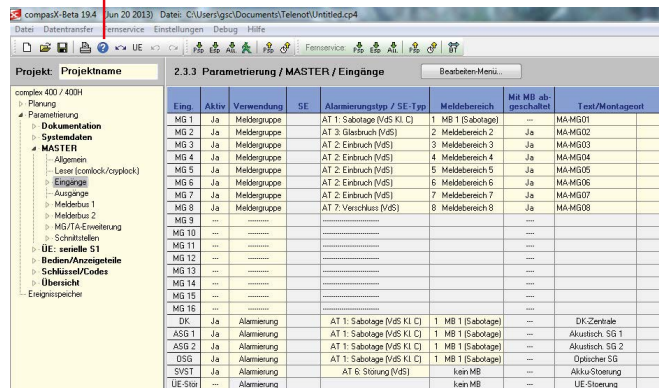 compasX-Beta 19.4 (Jun 20 2013) Datei: C:\Users\gsc\Documents\Telenot\Untitled.cp4
Datei Datentransfer Fernservice Einstellungen Debug Hilfe
UE FSp ESp All. FSp Fernservice: FSp ESp All. FSp BT
Projekt: Projektname 2.3.3 Parametrierung / MASTER / Eingänge Bearbeiten-Menü...
complex 400 / 400H
Planung
Parametrierung
Dokumentation
Systemdaten
MASTER
Allgemein
Leser (comlock/cryplock)
Eingänge
Ausgänge
Melderbus 1
Melderbus 2
MG/TA-Erweiterung
Schnittstellen
ÜE: serielle S1
Bedien/Anzeigeteile
Schlüssel/Codes
Übersicht
Ereignisspeicher
Eing. Aktiv Verwendung SE Alarmierungstyp / SE-Typ Meldebereich Mit MB ab-geschaltet Text/Montageort
MG 1 Ja Meldergruppe AT 1: Sabotage (VdS Kl. C) 1 MB 1 (Sabotage) --- MA-MG01
MG 2 Ja Meldergruppe AT 3: Glasbruch (VdS) 2 Meldebereich 2 Ja MA-MG02
MG 3 Ja Meldergruppe AT 2: Einbruch (VdS) 3 Meldebereich 3 Ja MA-MG03
MG 4 Ja Meldergruppe AT 2: Einbruch (VdS) 4 Meldebereich 4 Ja MA-MG04
MG 5 Ja Meldergruppe AT 2: Einbruch (VdS) 5 Meldebereich 5 Ja MA-MG05
MG 6 Ja Meldergruppe AT 2: Einbruch (VdS) 6 Meldebereich 6 Ja MA-MG06
MG 7 Ja Meldergruppe AT 2: Einbruch (VdS) 7 Meldebereich 7 Ja MA-MG07
MG 8 Ja Meldergruppe AT 7: Verschluss (VdS) 8 Meldebereich 8 Ja MA-MG08
MG 9 --- ---------- -------------------------- ----
MG 10 --- ---------- -------------------------- ----
MG 11 --- ---------- -------------------------- ----
MG 12 --- ---------- -------------------------- ----
MG 13 --- ---------- -------------------------- ----
MG 14 --- ---------- -------------------------- ----
MG 15 --- ---------- -------------------------- ----
MG 16 --- ---------- -------------------------- ----
DK Ja Alarmierung AT 1: Sabotage (VdS Kl. C) 1 MB 1 (Sabotage) --- DK-Zentrale
ASG 1 Ja Alarmierung AT 1: Sabotage (VdS Kl. C) 1 MB 1 (Sabotage) --- Akustisch. SG 1
ASG 2 Ja Alarmierung AT 1: Sabotage (VdS Kl. C) 1 MB 1 (Sabotage) --- Akustisch. SG 2
OSG Ja Alarmierung AT 1: Sabotage (VdS Kl. C) 1 MB 1 (Sabotage) --- Optischer SG
SVST Ja Alarmierung AT 6: Störung (VdS) kein MB --- Akku-Stoerung
ÜE-Stör --- Alarmierung kein MB --- UE-Stoerung